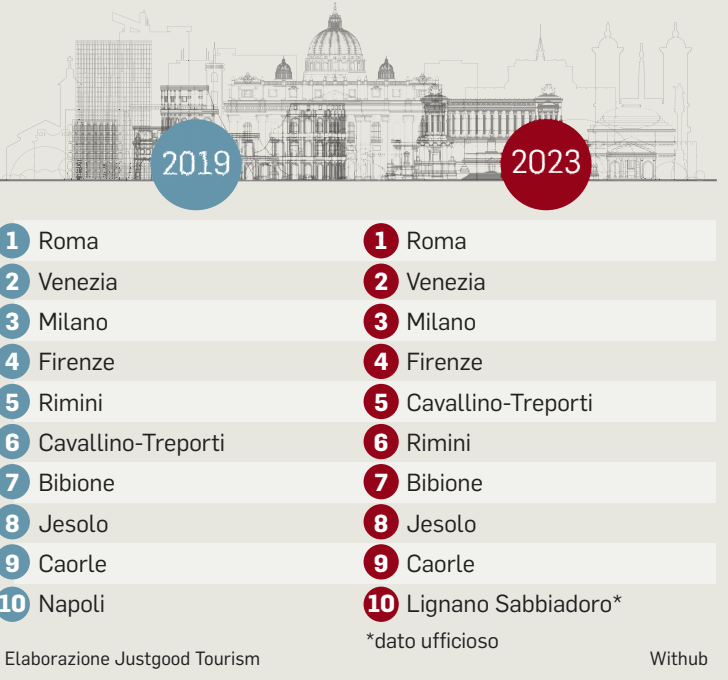 2019
2023
1 Roma
2 Venezia
3 Milano
4 Firenze
5 Rimini
6 Cavallino-Treporti
7 Bibione
8 Jesolo
9 Caorle
10 Napoli
1 Roma
2 Venezia
3 Milano
4 Firenze
5 Cavallino-Treporti
6 Rimini
7 Bibione
8 Jesolo
9 Caorle
10 Lignano Sabbiadoro*
*dato ufficioso
Elaborazione Justgood Tourism
Withub